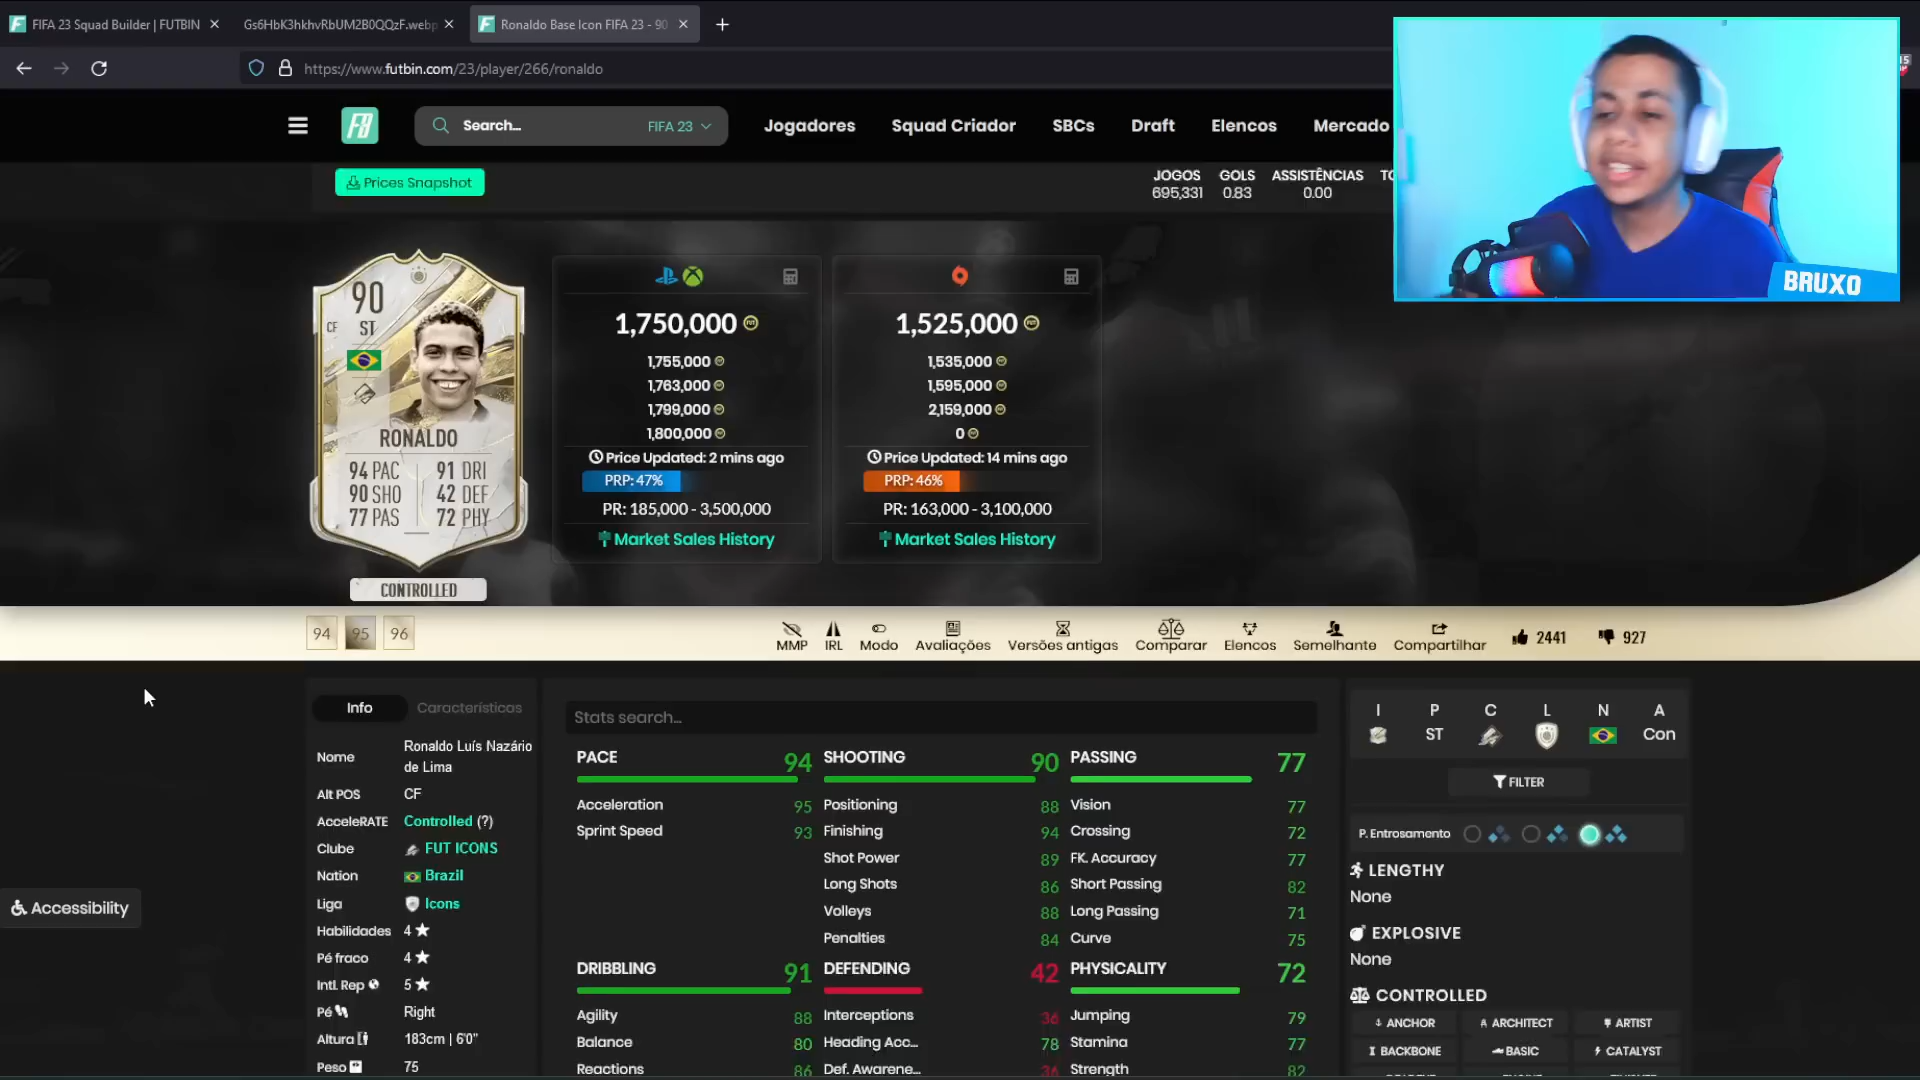 FIFA 23 Squad Builder | FUTBIN
Gs6HbK3hkhvRbUM2B0QQzF.webp
Ronaldo Base Icon FIFA 23 - 90
https://www.futbin.com/23/player/266/ronaldo
Search...
FIFA 23
Jogadores
Squad Criador
SBCs
Draft
Elencos
Mercado
Prices Snapshot
JOGOS GOLS ASSISTÊNCIAS
695,331 0.83 0.00
BRUXO
90
CF ST
RONALDO
94 PAC 91 DRI
90 SHO 42 DEF
77 PAS 72 PHY
CONTROLLED
1,750,000
1,755,000
1,763,000
1,799,000
1,800,000
Price Updated: 2 mins ago
PRP: 47%
PR: 185,000 - 3,500,000
Market Sales History
1,525,000
1,535,000
1,595,000
2,159,000
0
Price Updated: 14 mins ago
PRP: 46%
PR: 163,000 - 3,100,000
Market Sales History
94 95 96
MMP IRL Modo Avaliações Versões antigas Comparar Elencos Semelhante Compartilhar 2441 927
Info Características
Nome Ronaldo Luís Nazário
de Lima
Alt POS CF
AcceleRATE Controlled (?)
Clube FUT ICONS
Nation Brazil
Liga Icons
Habilidades 4
Pé fraco 4
Intl. Rep 5
Pé Right
Altura 183cm | 6'0"
Peso 75
Accessibility
Stats search...
PACE 94
Acceleration 95
Sprint Speed 93
SHOOTING 90
Positioning 88
Finishing 94
Shot Power 89
Long Shots 86
Volleys 88
Penalties 84
PASSING 77
Vision 77
Crossing 72
FK. Accuracy 77
Short Passing 82
Long Passing 71
Curve 75
DRIBBLING 91
Agility 88
Balance 80
Reactions 86
DEFENDING 42
Interceptions 36
Heading Acc... 78
Def. Awarene... 36
PHYSICALITY 72
Jumping 79
Stamina 77
Strength 82
I P C L N A
ST Con
FILTER
P. Entrosamento
LENGTHY
None
EXPLOSIVE
None
CONTROLLED
ANCHOR ARCHITECT ARTIST
BACKBONE BASIC CATALYST